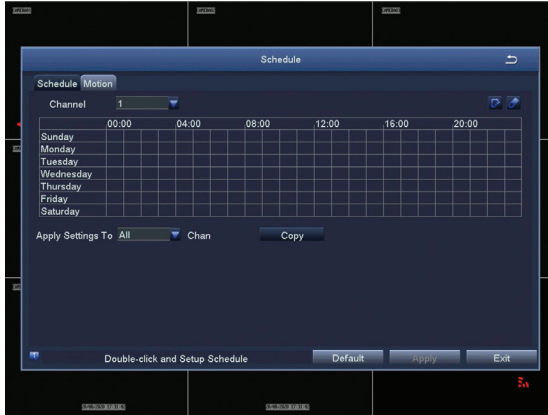 Schedule
Schedule Motion
Channel 1
00:00 04:00 08:00 12:00 16:00 20:00
Sunday
Monday
Tuesday
Wednesday
Thursday
Friday
Saturday
Apply Settings To All Chan Copy
Double-click and Setup Schedule Default Apply Exit